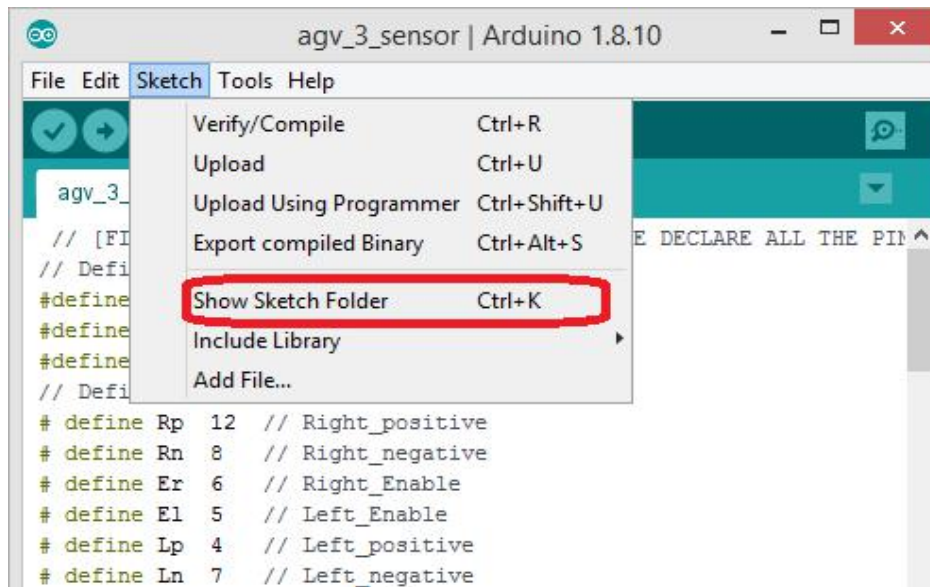 agv_3_sensor | Arduino 1.8.10
File Edit Sketch Tools Help
Verify/Compile Ctrl+R
Upload Ctrl+U
agv_3_
Upload Using Programmer Ctrl+Shift+U
// [FI E DECLARE ALL THE PIN
Export compiled Binary Ctrl+Alt+S
// Defi
#define Show Sketch Folder Ctrl+K
#define Include Library
#define
// Defi Add File...
# define Rp 12 // Right_positive
# define Rn 8 // Right_negative
# define Er 6 // Right_Enable
# define El 5 // Left_Enable
# define Lp 4 // Left_positive
# define Ln 7 // Left_negative